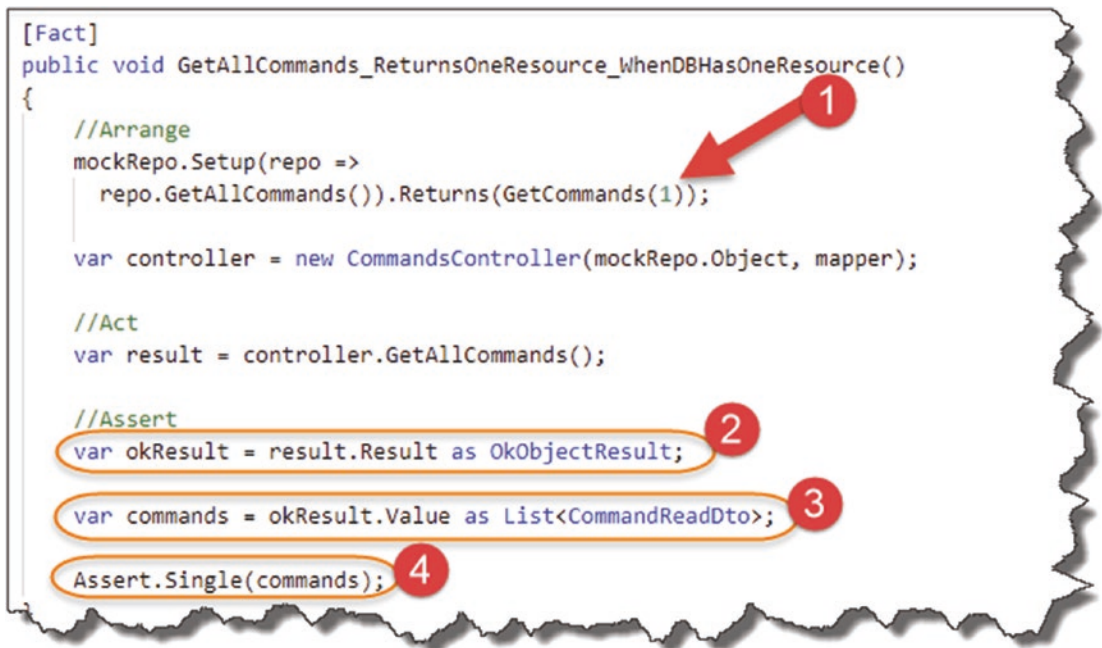 [Fact]
public void GetAllCommands_ReturnsOneResource_WhenDBHasOneResource()
{
//Arrange
1
mockRepo.Setup(repo =>
repo.GetAllCommands()).Returns(GetCommands(1));
var controller = new CommandsController(mockRepo.Object, mapper);
//Act
var result = controller.GetAllCommands();
//Assert
2
var okResult = result.Result as OkObjectResult;
3
var commands = okResult.Value as List<CommandReadDto>;
4
Assert.Single(commands);